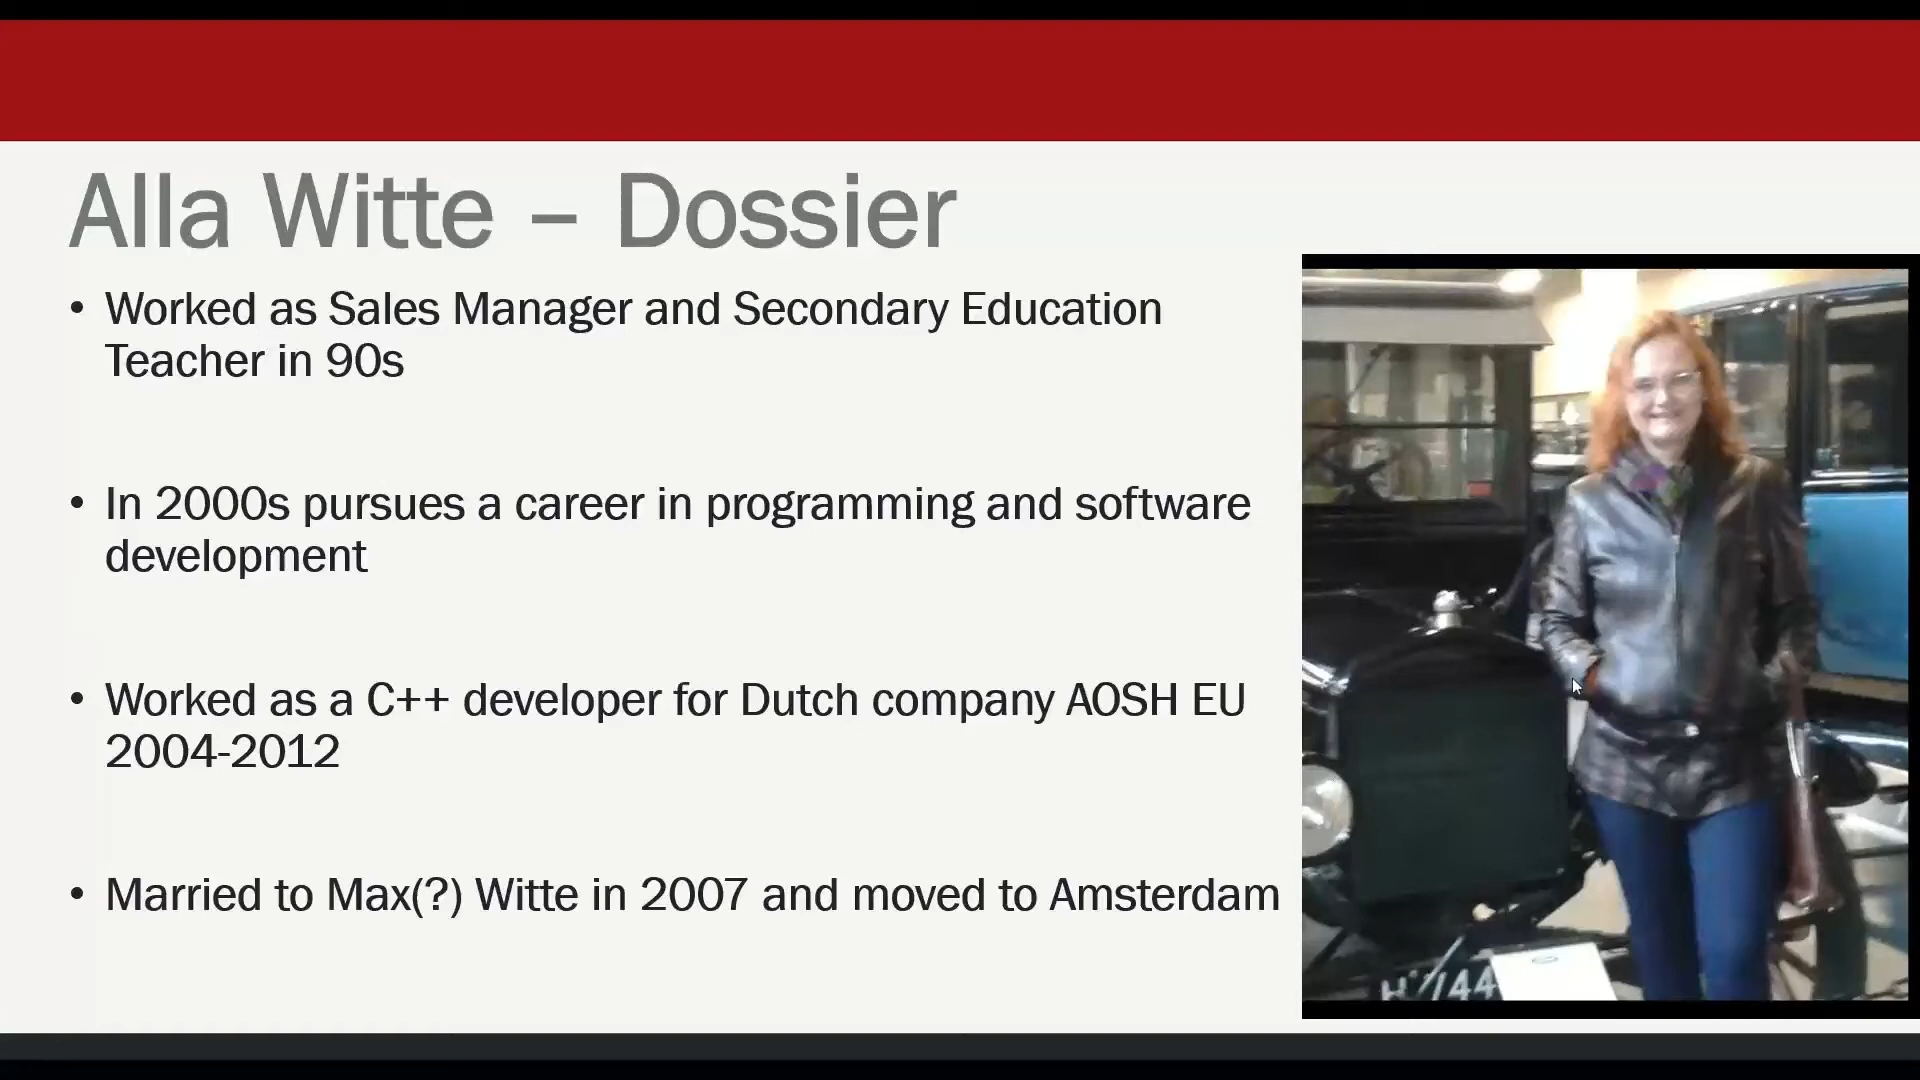 Alla Witte – Dossier
• Worked as Sales Manager and Secondary Education
Teacher in 90s
• In 2000s pursues a career in programming and software
development
• Worked as a C++ developer for Dutch company AOSH EU
2004-2012
• Married to Max(?) Witte in 2007 and moved to Amsterdam